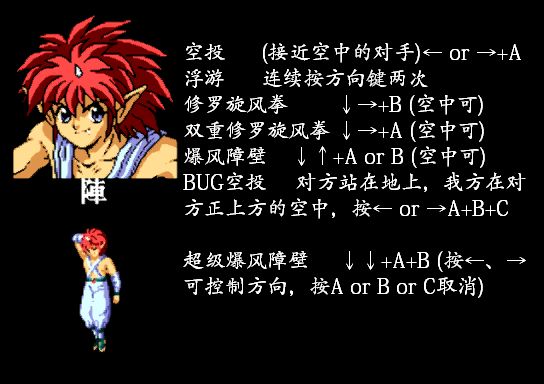 空投　(接近空中的对手)← or →+A
浮游　连续按方向键两次
修罗旋风拳　↓→+B (空中可)
双重修罗旋风拳 ↓→+A (空中可)
爆风障壁　↓↑+A or B (空中可)
BUG空投　对方站在地上，我方在对
方正上方的空中，按← or →A+B+C
陣
超级爆风障壁　↓↓+A+B (按←、→
可控制方向，按A or B or C取消)